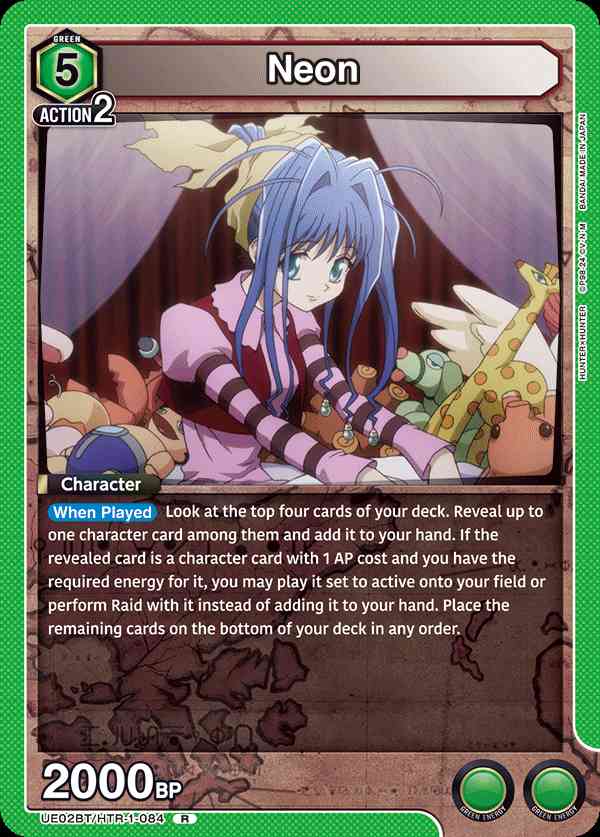 GREEN
5
Neon
ACTION 2
BANDAI MADE IN JAPAN
©P98-24 ©V・N・M
HUNTER×HUNTER
Character
When Played Look at the top four cards of your deck. Reveal up to
one character card among them and add it to your hand. If the
revealed card is a character card with 1 AP cost and you have the
required energy for it, you may play it set to active onto your field or
perform Raid with it instead of adding it to your hand. Place the
remaining cards on the bottom of your deck in any order.
2000BP
GREEN ENERGY
GREEN ENERGY
UE02BT/HTR-1-084 R